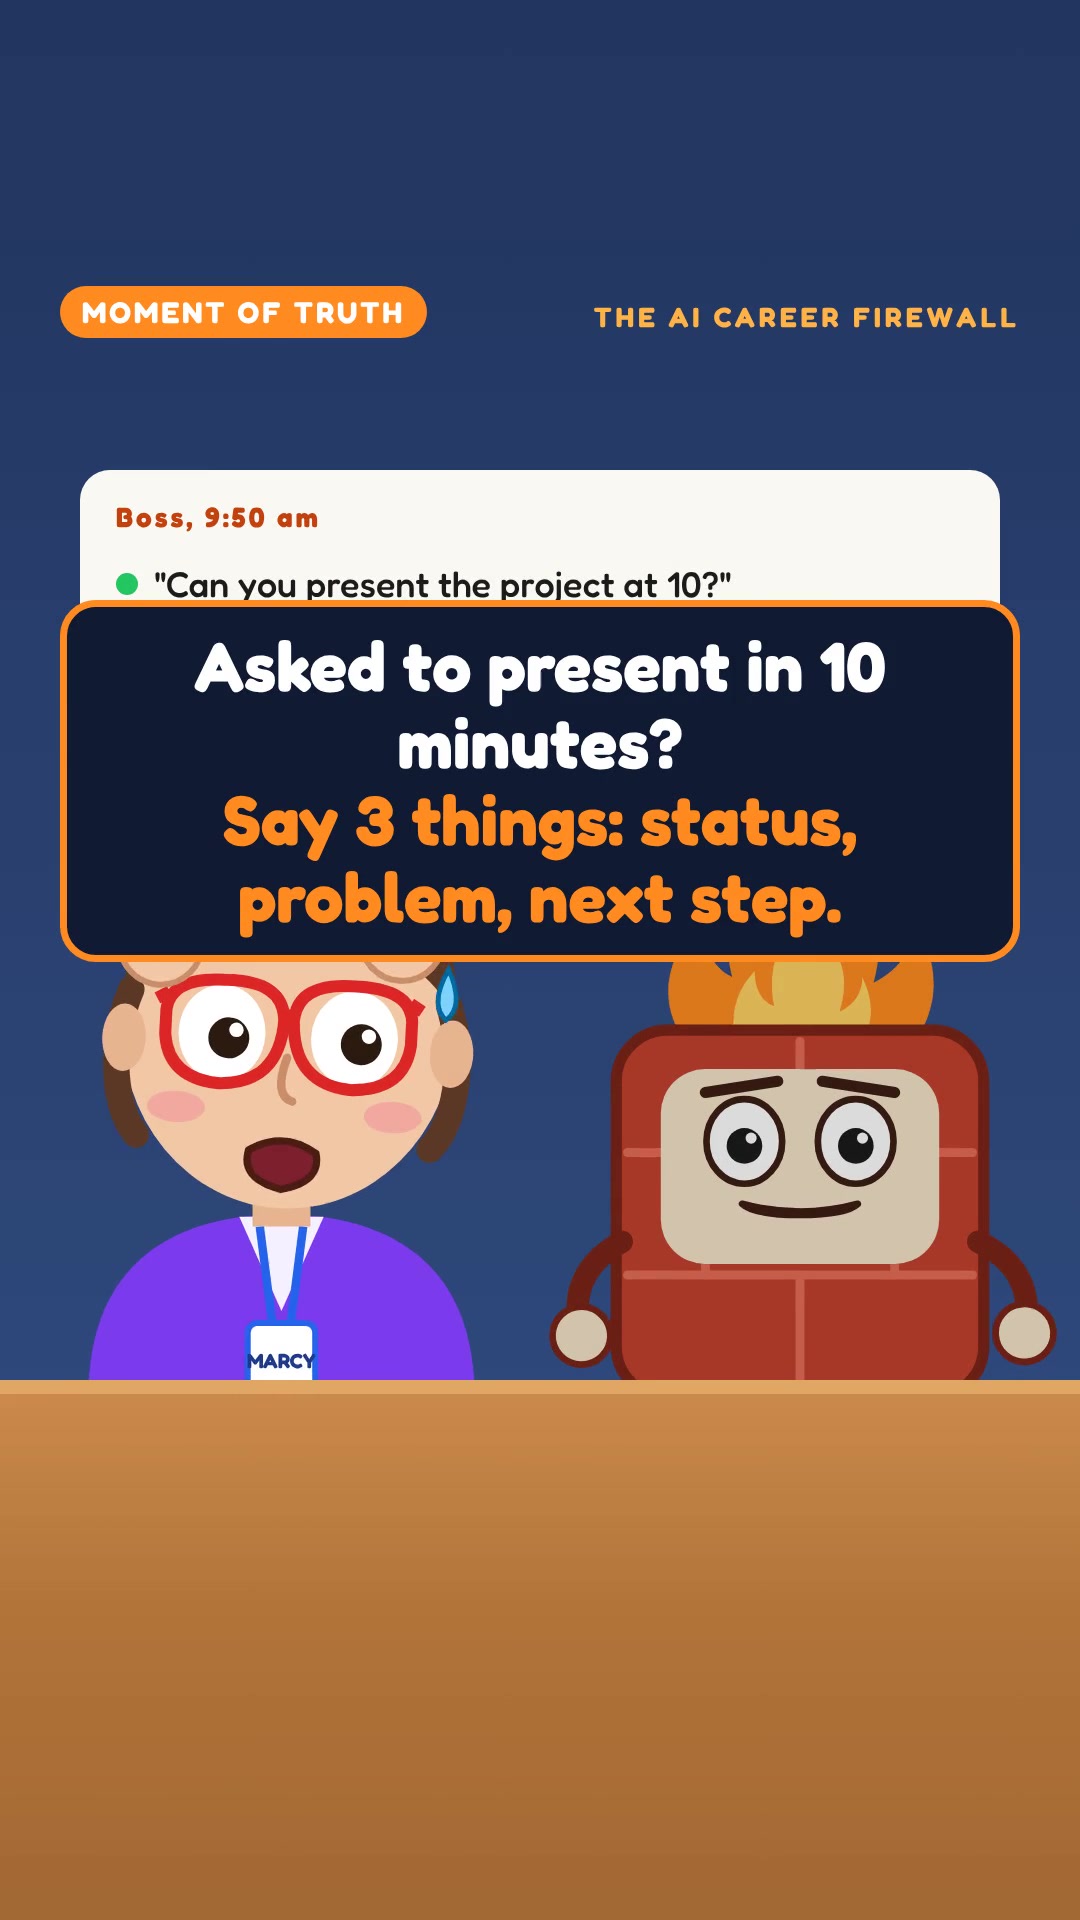 MOMENT OF TRUTH
THE AI CAREER FIREWALL
Boss, 9:50 am
"Can you present the project at 10?"
Asked to present in 10
minutes?
Say 3 things: status,
problem, next step.
MARCY